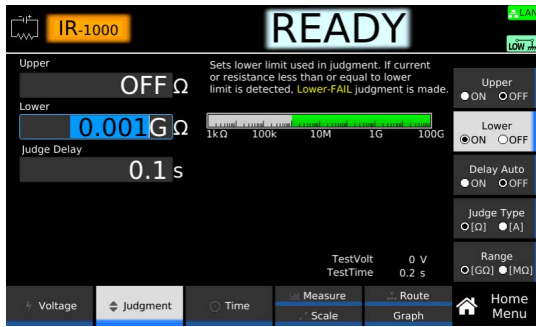 IR-1000
READY
LAN
LOW
Upper
OFF Ω
Lower
0.001G Ω
Judge Delay
0.1 s
Sets lower limit used in judgment. If current
or resistance less than or equal to lower
limit is detected, Lower-FAIL judgment is made.
1kΩ 100k 10M 1G 100G
TestVolt 0 V
TestTime 0.2 s
Upper
ON OFF
Lower
ON OFF
Delay Auto
ON OFF
Judge Type
[Ω] [A]
Range
[GΩ] [MΩ]
Voltage
Judgment
Time
Measure
Scale
Route
Graph
Home
Menu